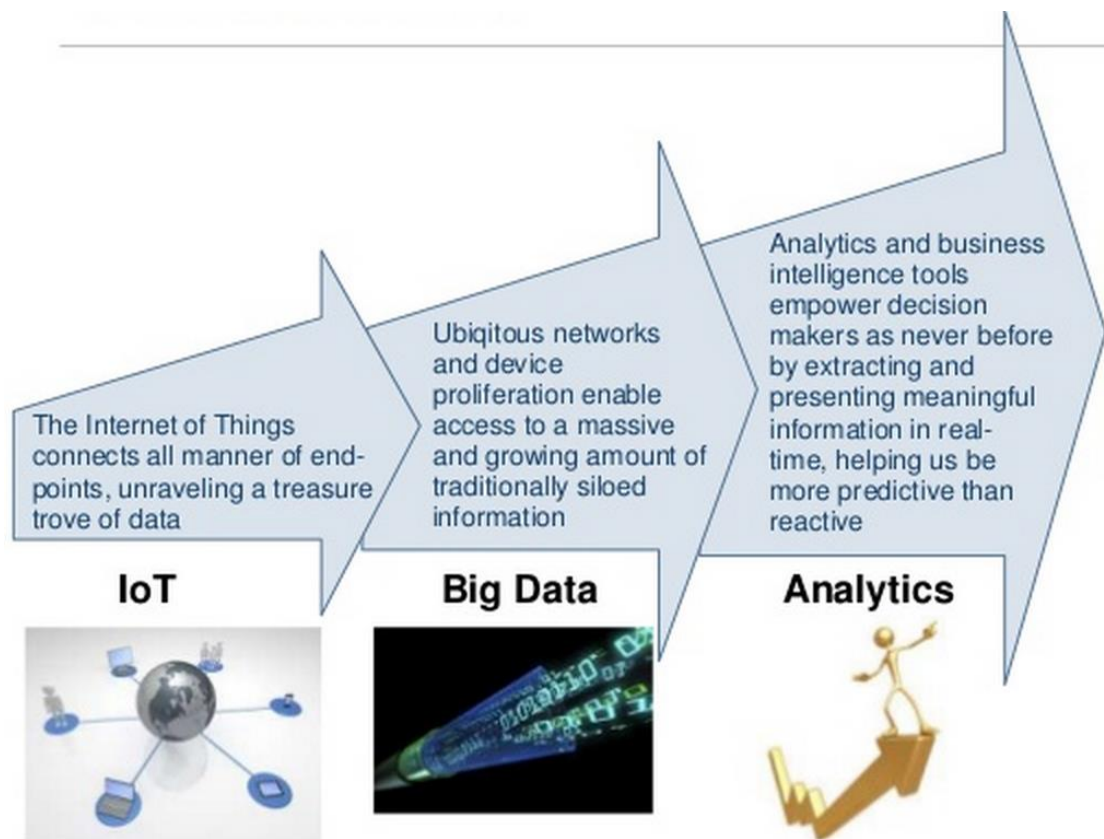 The Internet of Things
connects all manner of end-
points, unraveling a treasure
trove of data
IoT
Ubiqitous networks
and device
proliferation enable
access to a massive
and growing amount of
traditionally siloed
information
Big Data
Analytics and business
intelligence tools
empower decision
makers as never before
by extracting and
presenting meaningful
information in real-
time, helping us be
more predictive than
reactive
Analytics